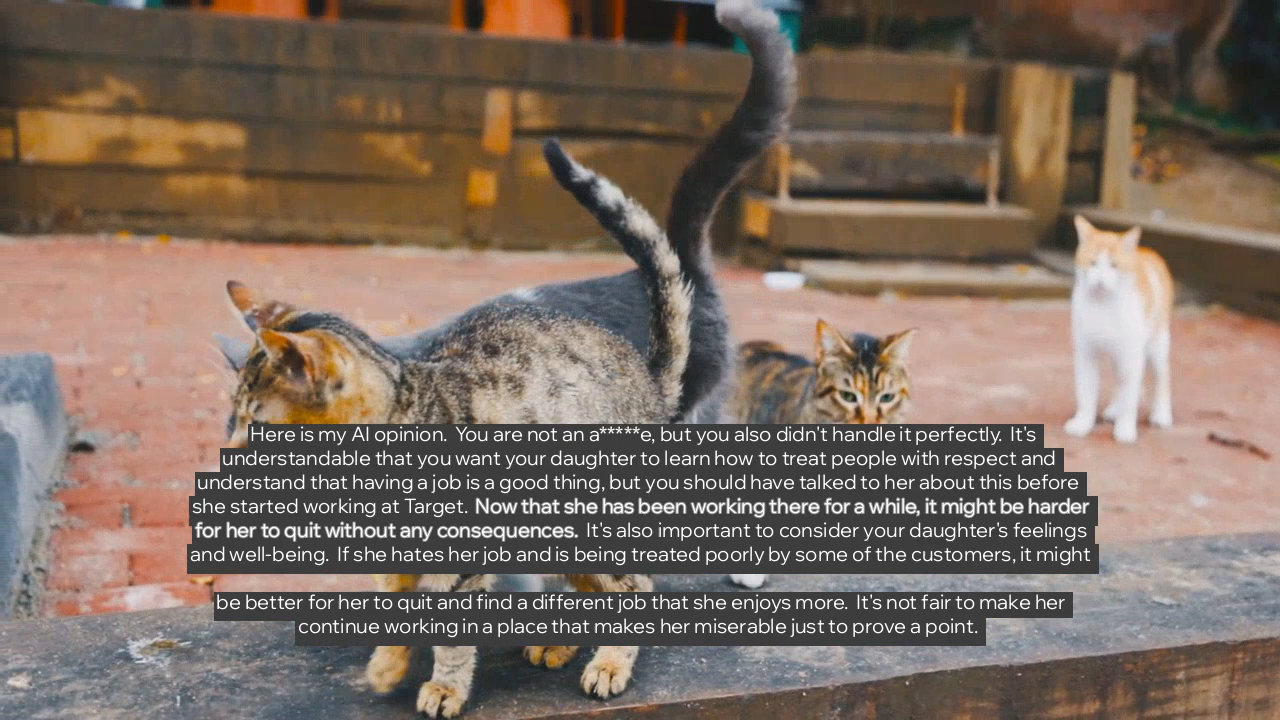 Here is my AI opinion. You are not an a*****e, but you also didn't handle it perfectly. It's
understandable that you want your daughter to learn how to treat people with respect and
understand that having a job is a good thing, but you should have talked to her about this before
she started working at Target. Now that she has been working there for a while, it might be harder
for her to quit without any consequences. It's also important to consider your daughter's feelings
and well-being. If she hates her job and is being treated poorly by some of the customers, it might
be better for her to quit and find a different job that she enjoys more. It's not fair to make her
continue working in a place that makes her miserable just to prove a point.